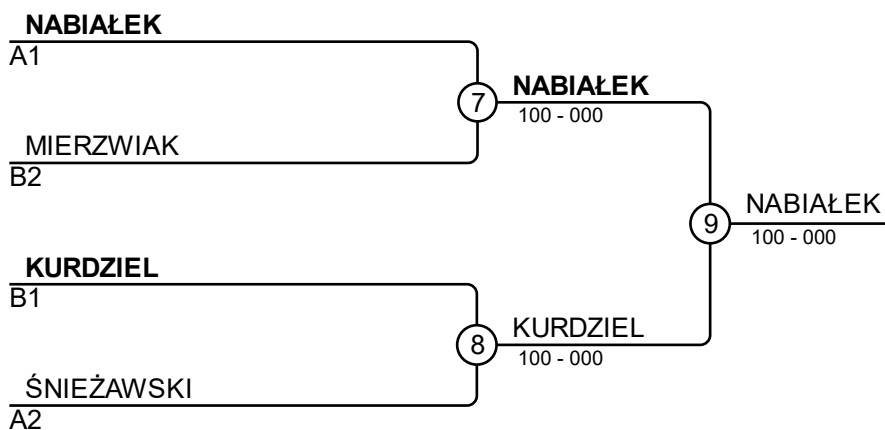 NABIAŁEK
A1
7
NABIAŁEK
100 - 000
MIERZWIAK
B2
9
NABIAŁEK
100 - 000
KURDZIEL
B1
8
KURDZIEL
100 - 000
ŚNIEŻAWSKI
A2